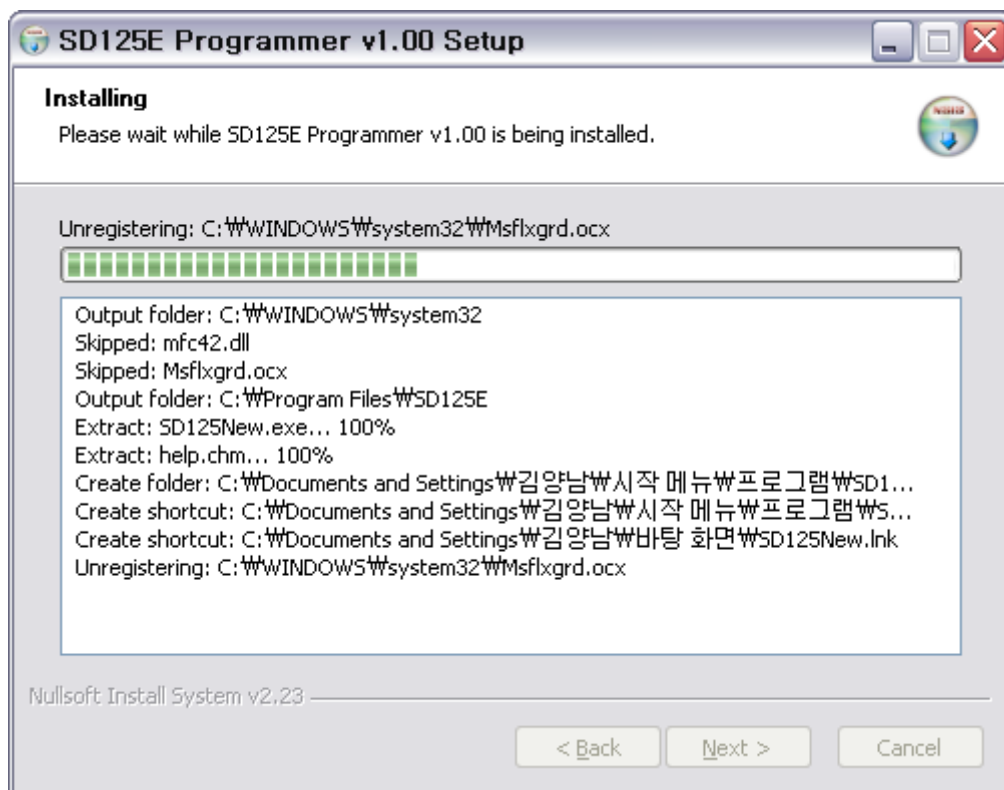 SD125E Programmer v1.00 Setup
Installing
Please wait while SD125E Programmer v1.00 is being installed.
Unregistering: C:₩WINDOWS₩system32₩Msflxgrd.ocx
Output folder: C:₩WINDOWS₩system32
Skipped: mfc42.dll
Skipped: Msflxgrd.ocx
Output folder: C:₩Program Files₩SD125E
Extract: SD125New.exe... 100%
Extract: help.chm... 100%
Create folder: C:₩Documents and Settings₩김양남₩시작 메뉴₩프로그램₩SD1...
Create shortcut: C:₩Documents and Settings₩김양남₩시작 메뉴₩프로그램₩S...
Create shortcut: C:₩Documents and Settings₩김양남₩바탕 화면₩SD125New.lnk
Unregistering: C:₩WINDOWS₩system32₩Msflxgrd.ocx
Nullsoft Install System v2.23
< Back
Next >
Cancel